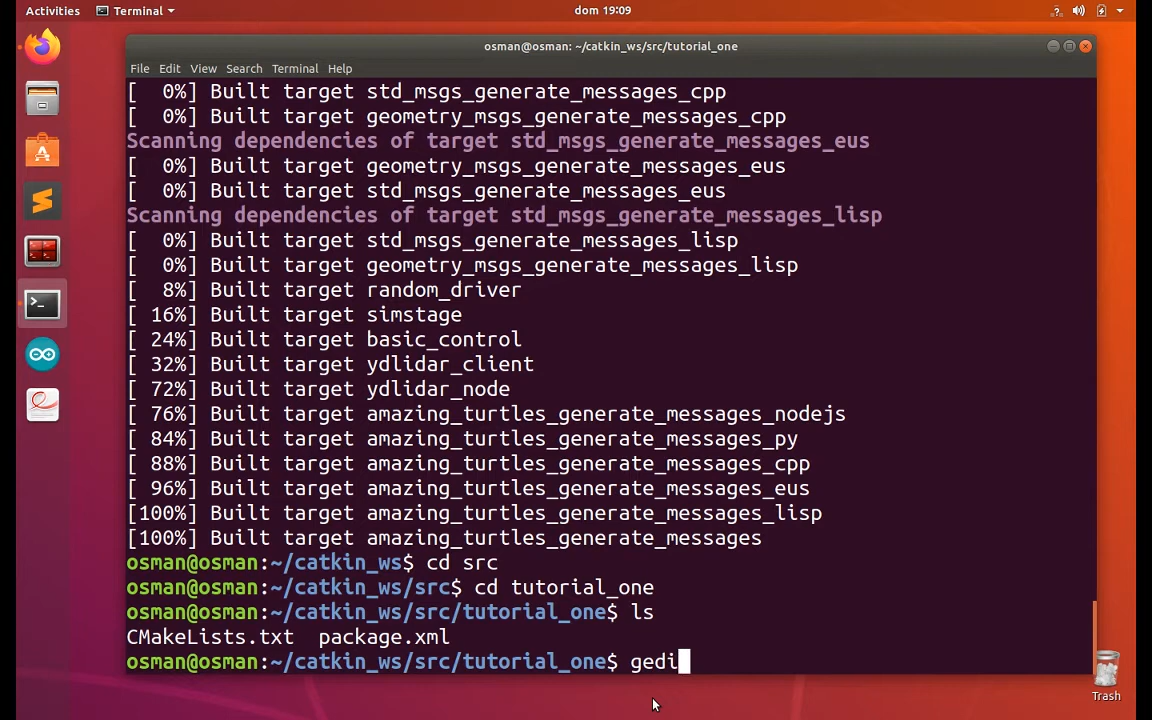 Activities Terminal dom 19:09
osman@osman: ~/catkin_ws/src/tutorial_one
File Edit View Search Terminal Help
[  0%] Built target std_msgs_generate_messages_cpp
[  0%] Built target geometry_msgs_generate_messages_cpp
Scanning dependencies of target std_msgs_generate_messages_eus
[  0%] Built target geometry_msgs_generate_messages_eus
[  0%] Built target std_msgs_generate_messages_eus
Scanning dependencies of target std_msgs_generate_messages_lisp
[  0%] Built target std_msgs_generate_messages_lisp
[  0%] Built target geometry_msgs_generate_messages_lisp
[  8%] Built target random_driver
[ 16%] Built target simstage
[ 24%] Built target basic_control
[ 32%] Built target ydlidar_client
[ 72%] Built target ydlidar_node
[ 76%] Built target amazing_turtles_generate_messages_nodejs
[ 84%] Built target amazing_turtles_generate_messages_py
[ 88%] Built target amazing_turtles_generate_messages_cpp
[ 96%] Built target amazing_turtles_generate_messages_eus
[100%] Built target amazing_turtles_generate_messages_lisp
[100%] Built target amazing_turtles_generate_messages
osman@osman:~/catkin_ws$ cd src
osman@osman:~/catkin_ws/src$ cd tutorial_one
osman@osman:~/catkin_ws/src/tutorial_one$ ls
CMakeLists.txt  package.xml
osman@osman:~/catkin_ws/src/tutorial_one$ gedi
Trash